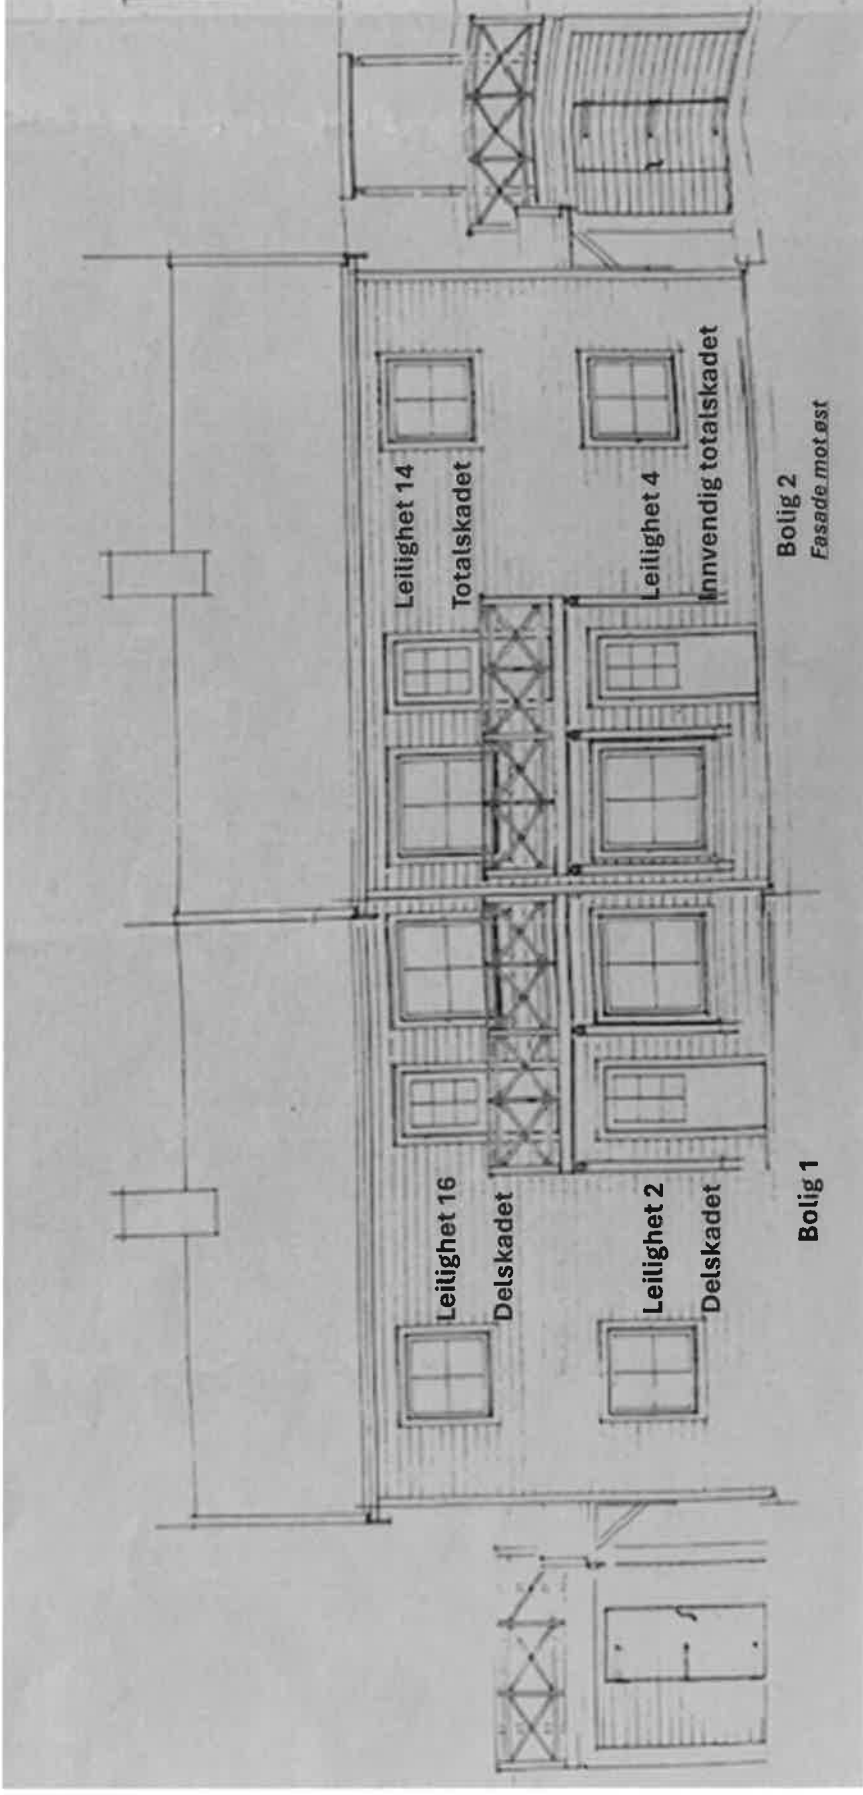 Leilighet 16
Delskadet
Leilighet 2
Delskadet
Bolig 1
Leilighet 14
Totalskadet
Leilighet 4
Innvendig totalskadet
Bolig 2
Fasade mot øst